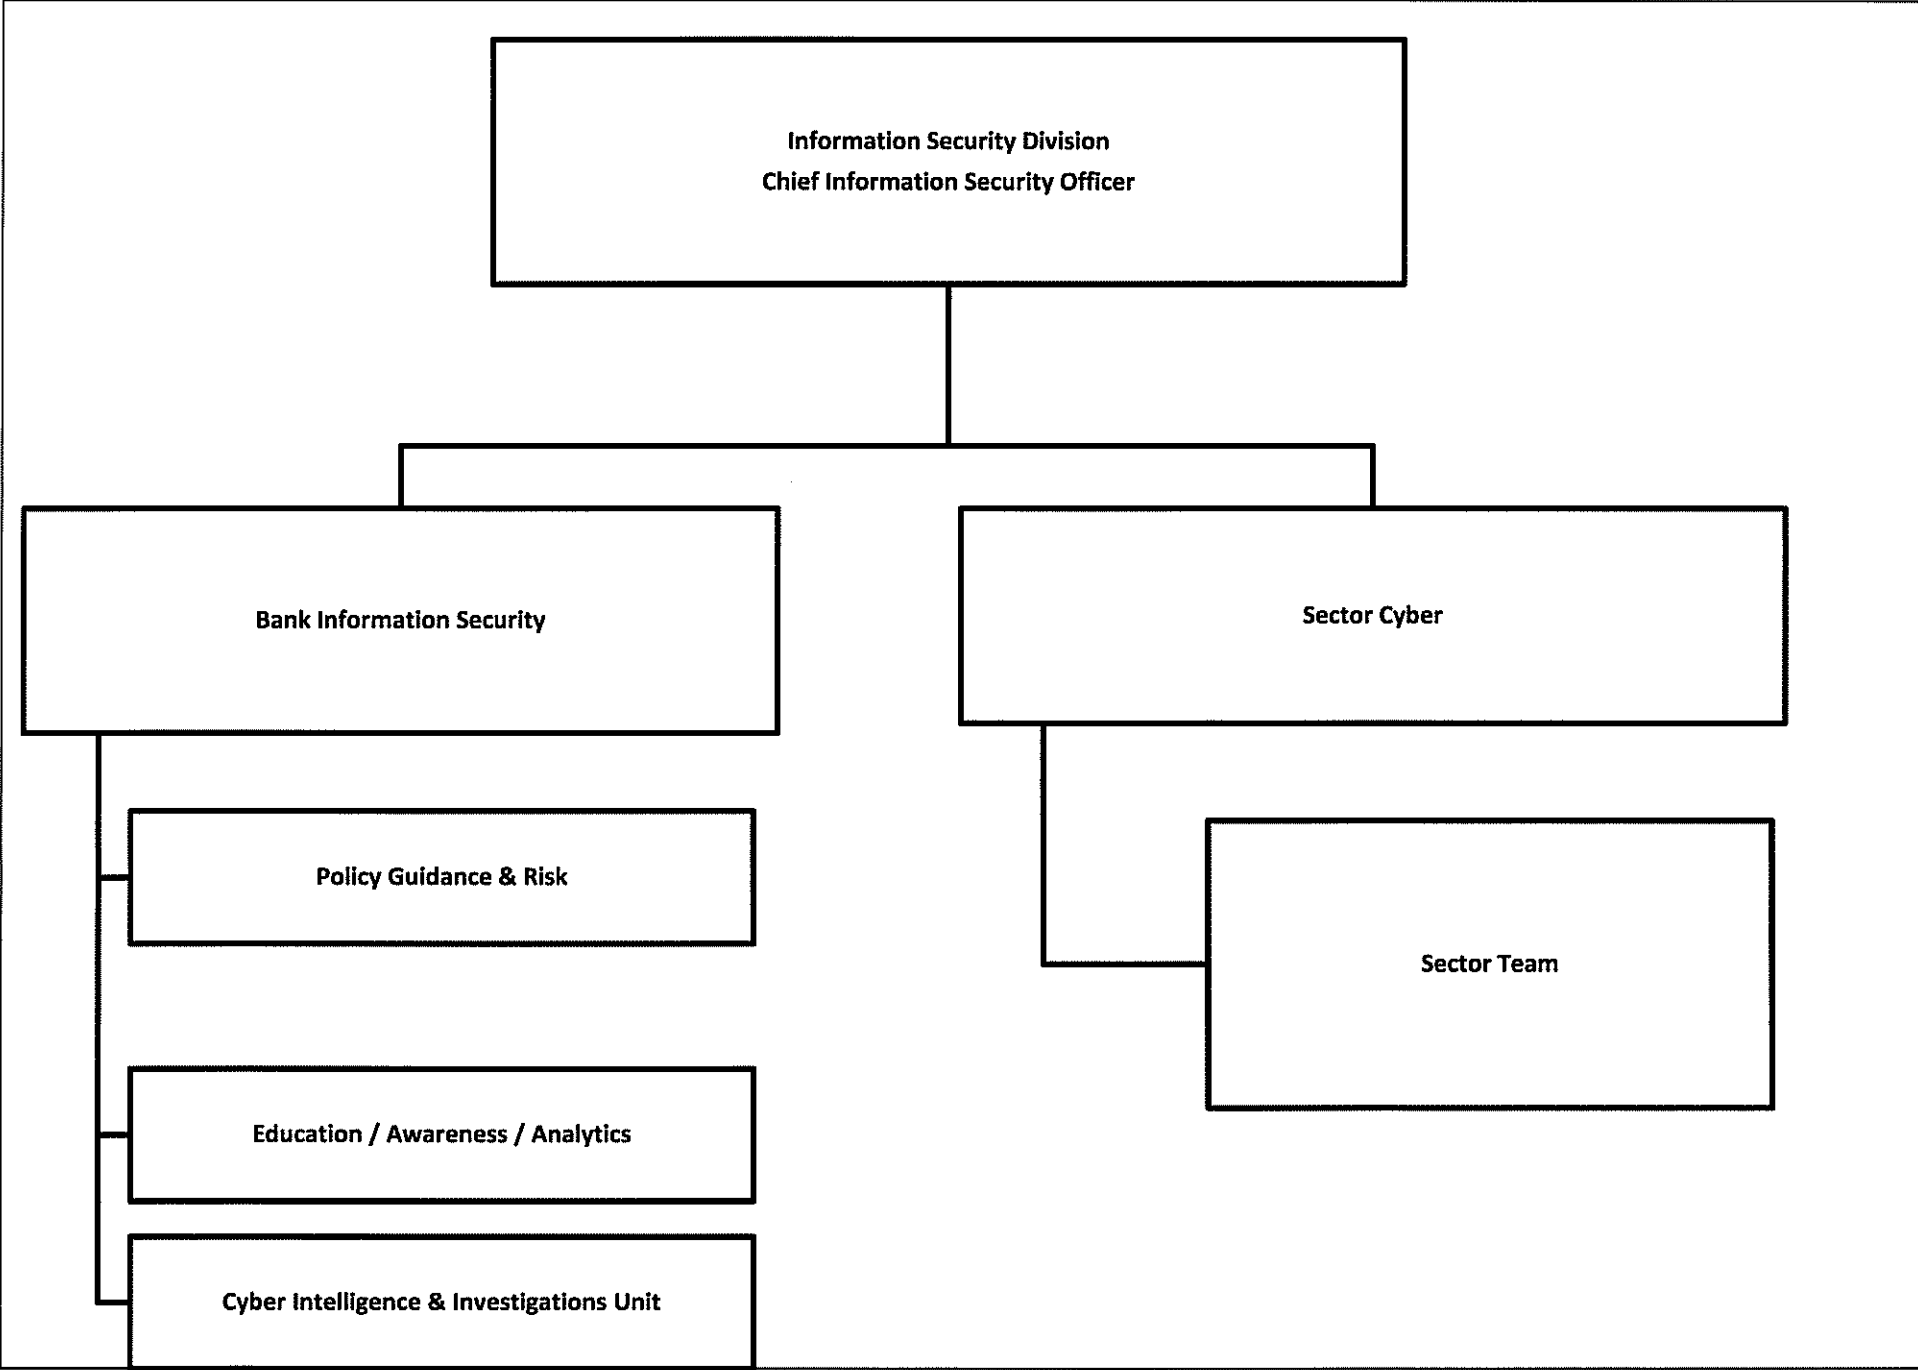 Information Security Division
Chief Information Security Officer
Bank Information Security
Sector Cyber
Policy Guidance & Risk
Sector Team
Education / Awareness / Analytics
Cyber Intelligence & Investigations Unit